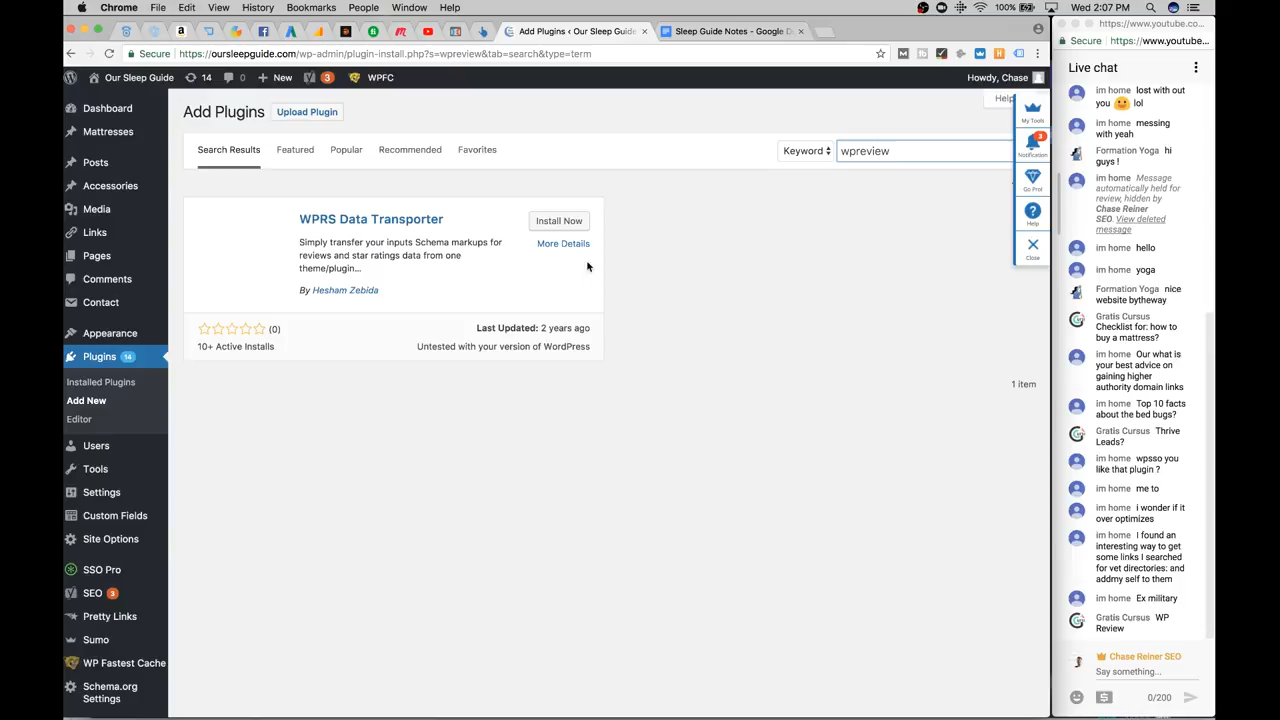 Chrome File Edit View History Bookmarks People Window Help 100% Wed 2:07 PM
Add Plugins ‹ Our Sleep Guide × Sleep Guide Notes - Google D ×
https://www.youtube.co...
Secure https://oursleepguide.com/wp-admin/plugin-install.php?s=wpreview&tab=search&type=term
Secure https://www.youtube...
Our Sleep Guide 14 0 + New 3 WPFC Howdy, Chase
Dashboard
Mattresses
Posts
Accessories
Media
Links
Pages
Comments
Contact
Appearance
Plugins 14
Installed Plugins
Add New
Editor
Users
Tools
Settings
Custom Fields
Site Options
SSO Pro
SEO 3
Pretty Links
Sumo
WP Fastest Cache
Schema.org
Settings
Add Plugins Upload Plugin
Help
Search Results Featured Popular Recommended Favorites Keyword wpreview
WPRS Data Transporter
Install Now
More Details
Simply transfer your inputs Schema markups for
reviews and star ratings data from one
theme/plugin...
By Hesham Zebida
(0)
10+ Active Installs
Last Updated: 2 years ago
Untested with your version of WordPress
1 item
My Tools
3
Notification
Go Pro!
Help
Close
Live chat
im home lost with out
you lol
im home messing
with yeah
Formation Yoga hi
guys !
im home Message
automatically held for
review, hidden by
Chase Reiner
SEO. View deleted
message
im home hello
im home yoga
Formation Yoga nice
website bytheway
Gratis Cursus
Checklist for: how to
buy a mattress?
im home Our what is
your best advice on
gaining higher
authority domain links
im home Top 10 facts
about the bed bugs?
Gratis Cursus Thrive
Leads?
im home wpsso you
like that plugin ?
im home me to
im home i wonder if it
over optimizes
im home I found an
interesting way to get
some links I searched
for vet directories: and
addmy self to them
im home Ex military
Gratis Cursus WP
Review
Chase Reiner SEO
Say something...
0/200